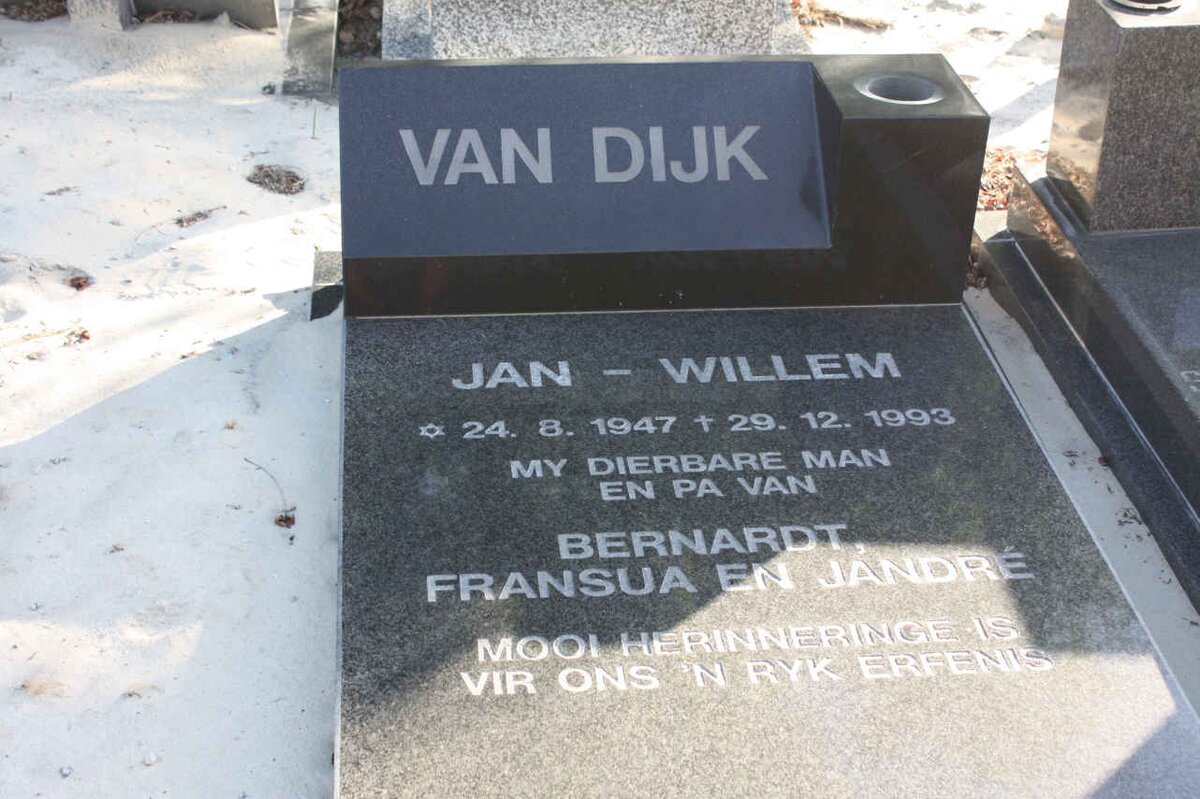 VAN DIJK
JAN - WILLEM
✡ 24. 8. 1947 † 29. 12. 1993
MY DIERBARE MAN
EN PA VAN
BERNARDT,
FRANSUA EN JANDRÉ
MOOI HERINNERINGE IS
VIR ONS 'N RYK ERFENIS